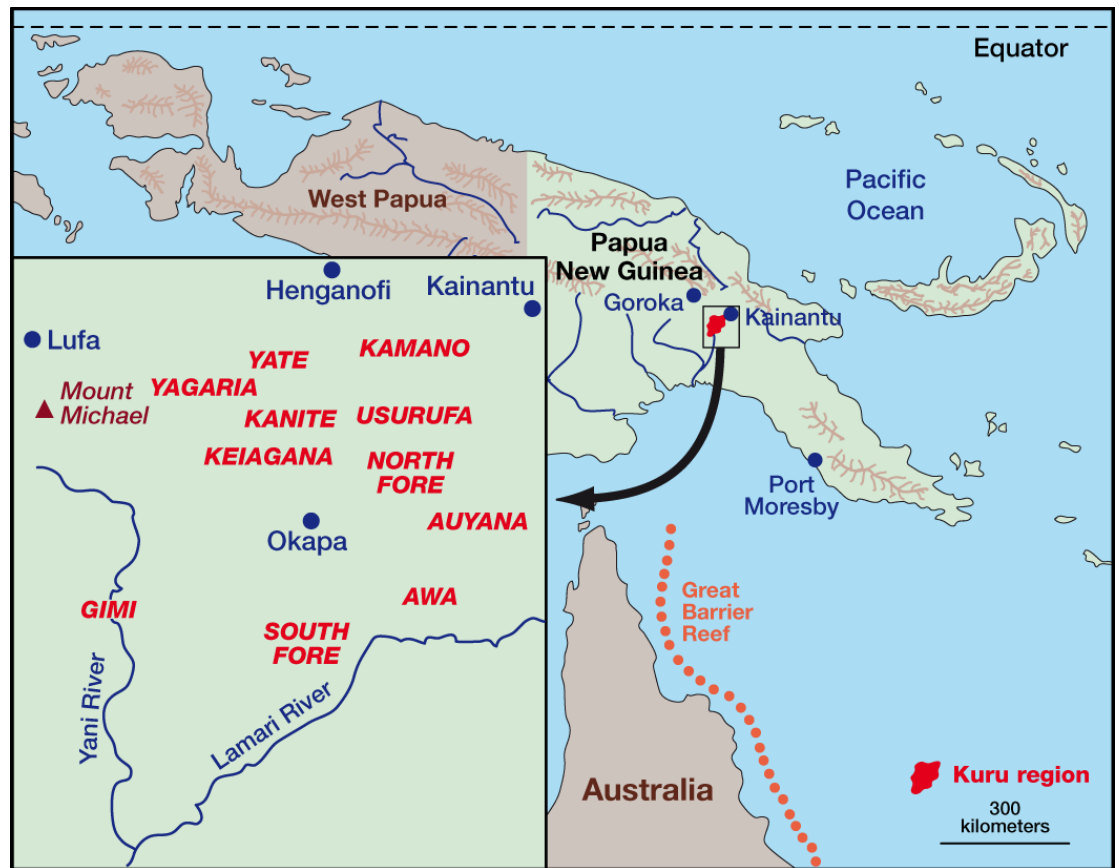 Equator
Pacific
Ocean
West Papua
Papua
New Guinea
Goroka
Kainantu
Port
Moresby
Great
Barrier
Reef
Australia
Kuru region
300
kilometers
Henganofi
Kainantu
Lufa
KAMANO
YATE
YAGARIA
Mount
Michael
KANITE
USURUFA
KEIAGANA
NORTH
FORE
Okapa
AUYANA
GIMI
AWA
SOUTH
FORE
Yani River
Lamari River